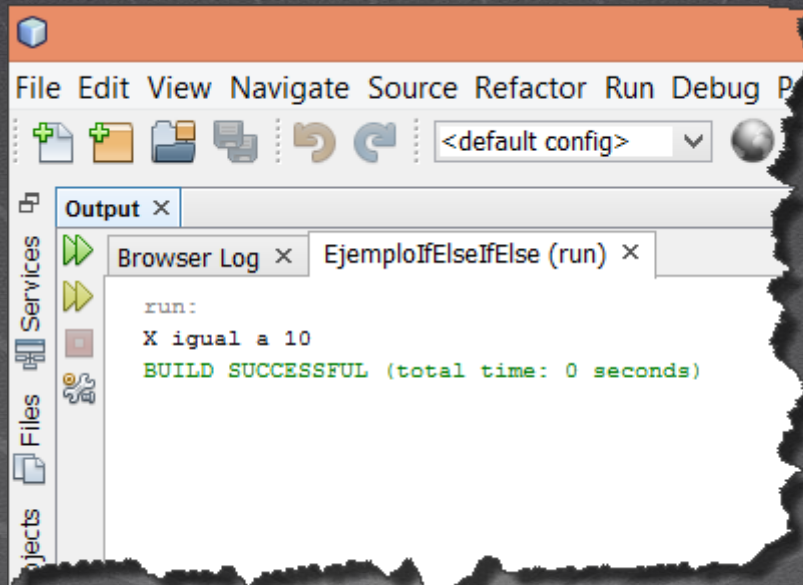 File Edit View Navigate Source Refactor Run Debug
<default config>
Output
Browser Log
EjemploIfElseIfElse (run)
Services
Files
run:
X igual a 10
BUILD SUCCESSFUL (total time: 0 seconds)